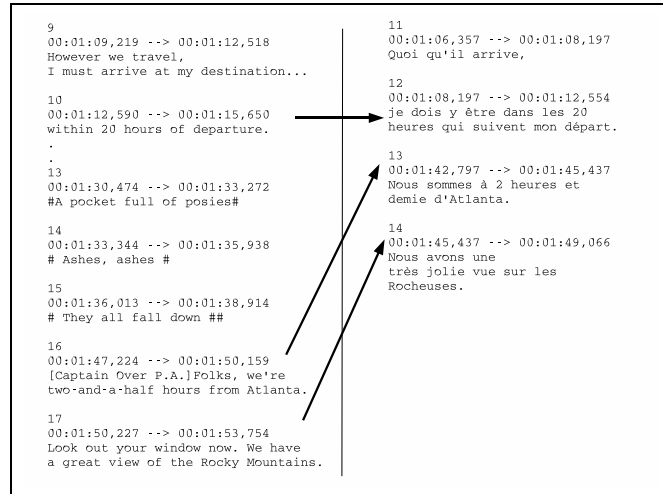 9
00:01:09,219 --> 00:01:12,518
However we travel,
I must arrive at my destination...
10
00:01:12,590 --> 00:01:15,650
within 20 hours of departure.
.
.
13
00:01:30,474 --> 00:01:33,272
#A pocket full of posies#
14
00:01:33,344 --> 00:01:35,938
# Ashes, ashes #
15
00:01:36,013 --> 00:01:38,914
# They all fall down ##
16
00:01:47,224 --> 00:01:50,159
[Captain Over P.A.]Folks, we're
two-and-a-half hours from Atlanta.
17
00:01:50,227 --> 00:01:53,754
Look out your window now. We have
a great view of the Rocky Mountains.
11
00:01:06,357 --> 00:01:08,197
Quoi qu'il arrive,
12
00:01:08,197 --> 00:01:12,554
je dois y être dans les 20
heures qui suivent mon départ.
13
00:01:42,797 --> 00:01:45,437
Nous sommes à 2 heures et
demie d'Atlanta.
14
00:01:45,437 --> 00:01:49,066
Nous avons une
très jolie vue sur les
Rocheuses.